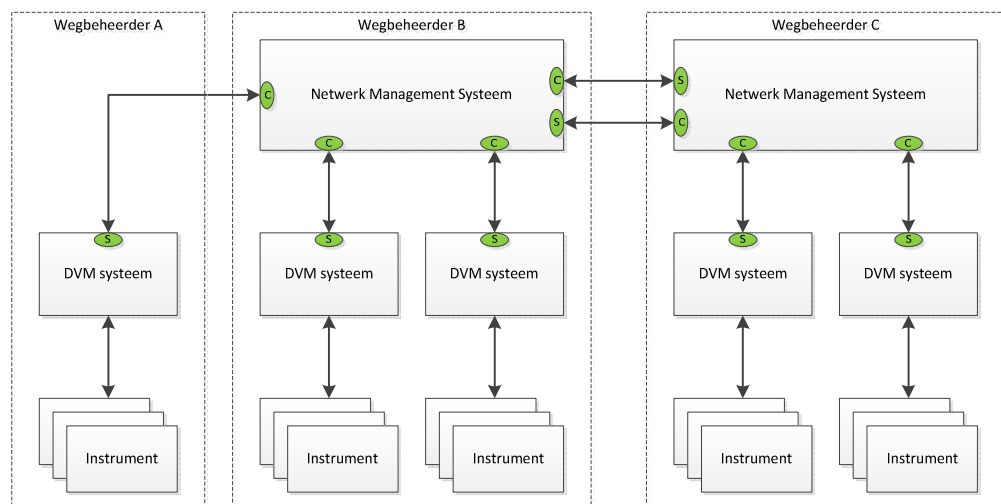 Wegbeheerder A
Wegbeheerder B
Wegbeheerder C
C
Netwerk Management Systeem
C
S
C
C
S
C
Netwerk Management Systeem
C
C
S
DVM systeem
S
DVM systeem
S
DVM systeem
S
DVM systeem
S
DVM systeem
Instrument
Instrument
Instrument
Instrument
Instrument